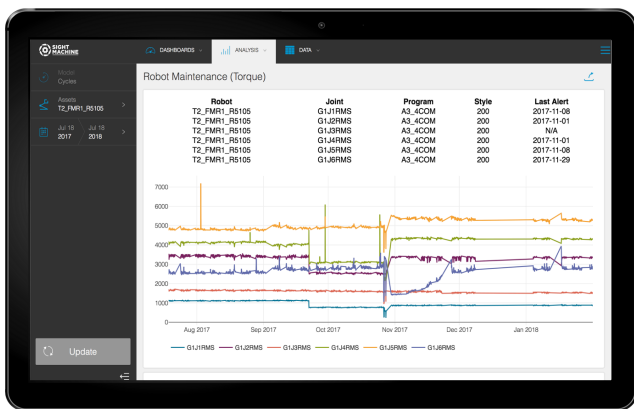 SIGHT
MACHINE
DASHBOARDS
ANALYSIS
DATA
Model
Cycles
Assets
T2_FMR1_R5105
Jul 18 Jul 18
2017 2018
Robot Maintenance (Torque)
Robot Joint Program Style Last Alert
T2_FMR1_R5105 G1J1RMS A3_4COM 200 2017-11-08
T2_FMR1_R5105 G1J2RMS A3_4COM 200 2017-11-01
T2_FMR1_R5105 G1J3RMS A3_4COM 200 N/A
T2_FMR1_R5105 G1J4RMS A3_4COM 200 2017-11-01
T2_FMR1_R5105 G1J5RMS A3_4COM 200 2017-11-08
T2_FMR1_R5105 G1J6RMS A3_4COM 200 2017-11-29
7000
6000
5000
4000
3000
2000
1000
0
Aug 2017 Sep 2017 Oct 2017 Nov 2017 Dec 2017 Jan 2018
G1J1RMS G1J2RMS G1J3RMS G1J4RMS G1J5RMS G1J6RMS
Update